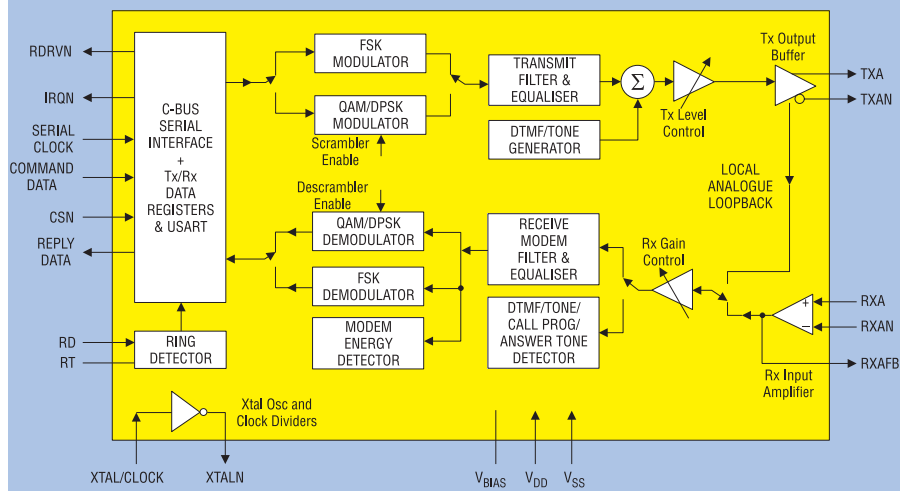 RDRVN
IRQN
SERIAL
CLOCK
COMMAND
DATA
CSN
REPLY
DATA
RD
RT
C-BUS
SERIAL
INTERFACE
+
Tx/Rx
DATA
REGISTERS
& USART
RING
DETECTOR
FSK
MODULATOR
QAM/DPSK
MODULATOR
Scrambler
Enable
Descrambler
Enable
QAM/DPSK
DEMODULATOR
FSK
DEMODULATOR
MODEM
ENERGY
DETECTOR
TRANSMIT
FILTER &
EQUALISER
DTMF/TONE
GENERATOR
Σ
Tx Level
Control
Tx Output
Buffer
TXA
TXAN
LOCAL
ANALOGUE
LOOPBACK
RECEIVE
MODEM
FILTER &
EQUALISER
DTMF/TONE/
CALL PROG/
ANSWER TONE
DETECTOR
Rx Gain
Control
+
−
RXA
RXAN
RXAFB
Rx Input
Amplifier
Xtal Osc and
Clock Dividers
XTAL/CLOCK
XTALN
VBIAS
VDD
VSS